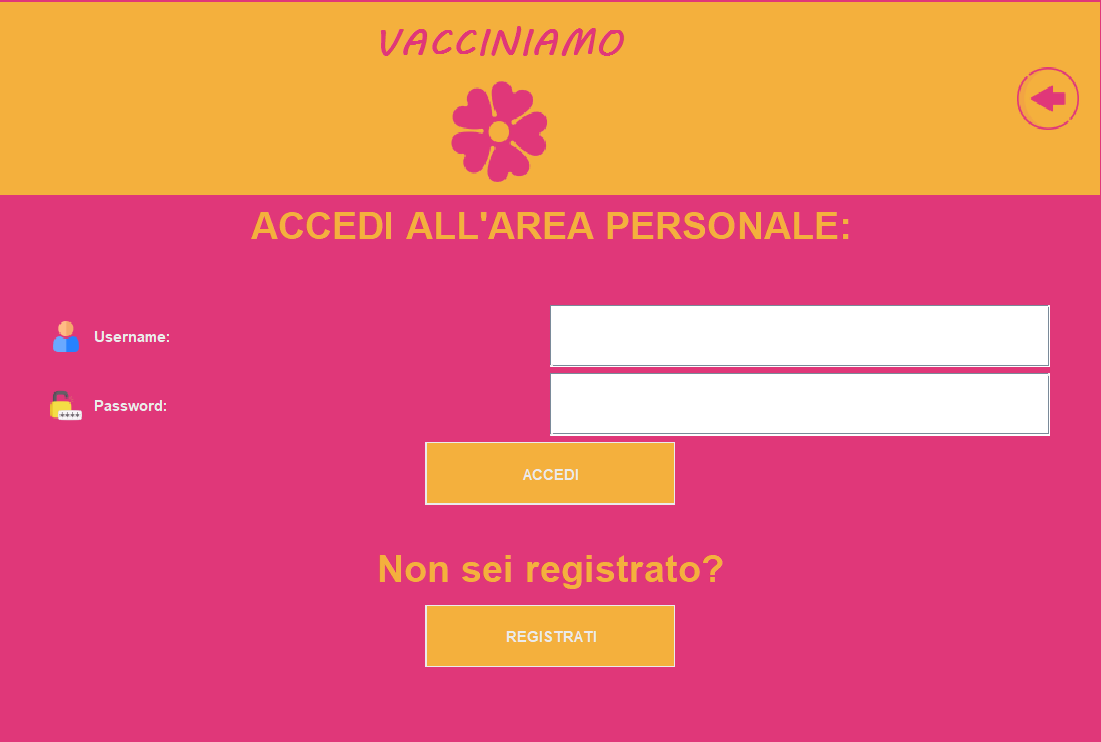 VACCINIAMO
ACCEDI ALL'AREA PERSONALE:
Username:
Password:
ACCEDI
Non sei registrato?
REGISTRATI